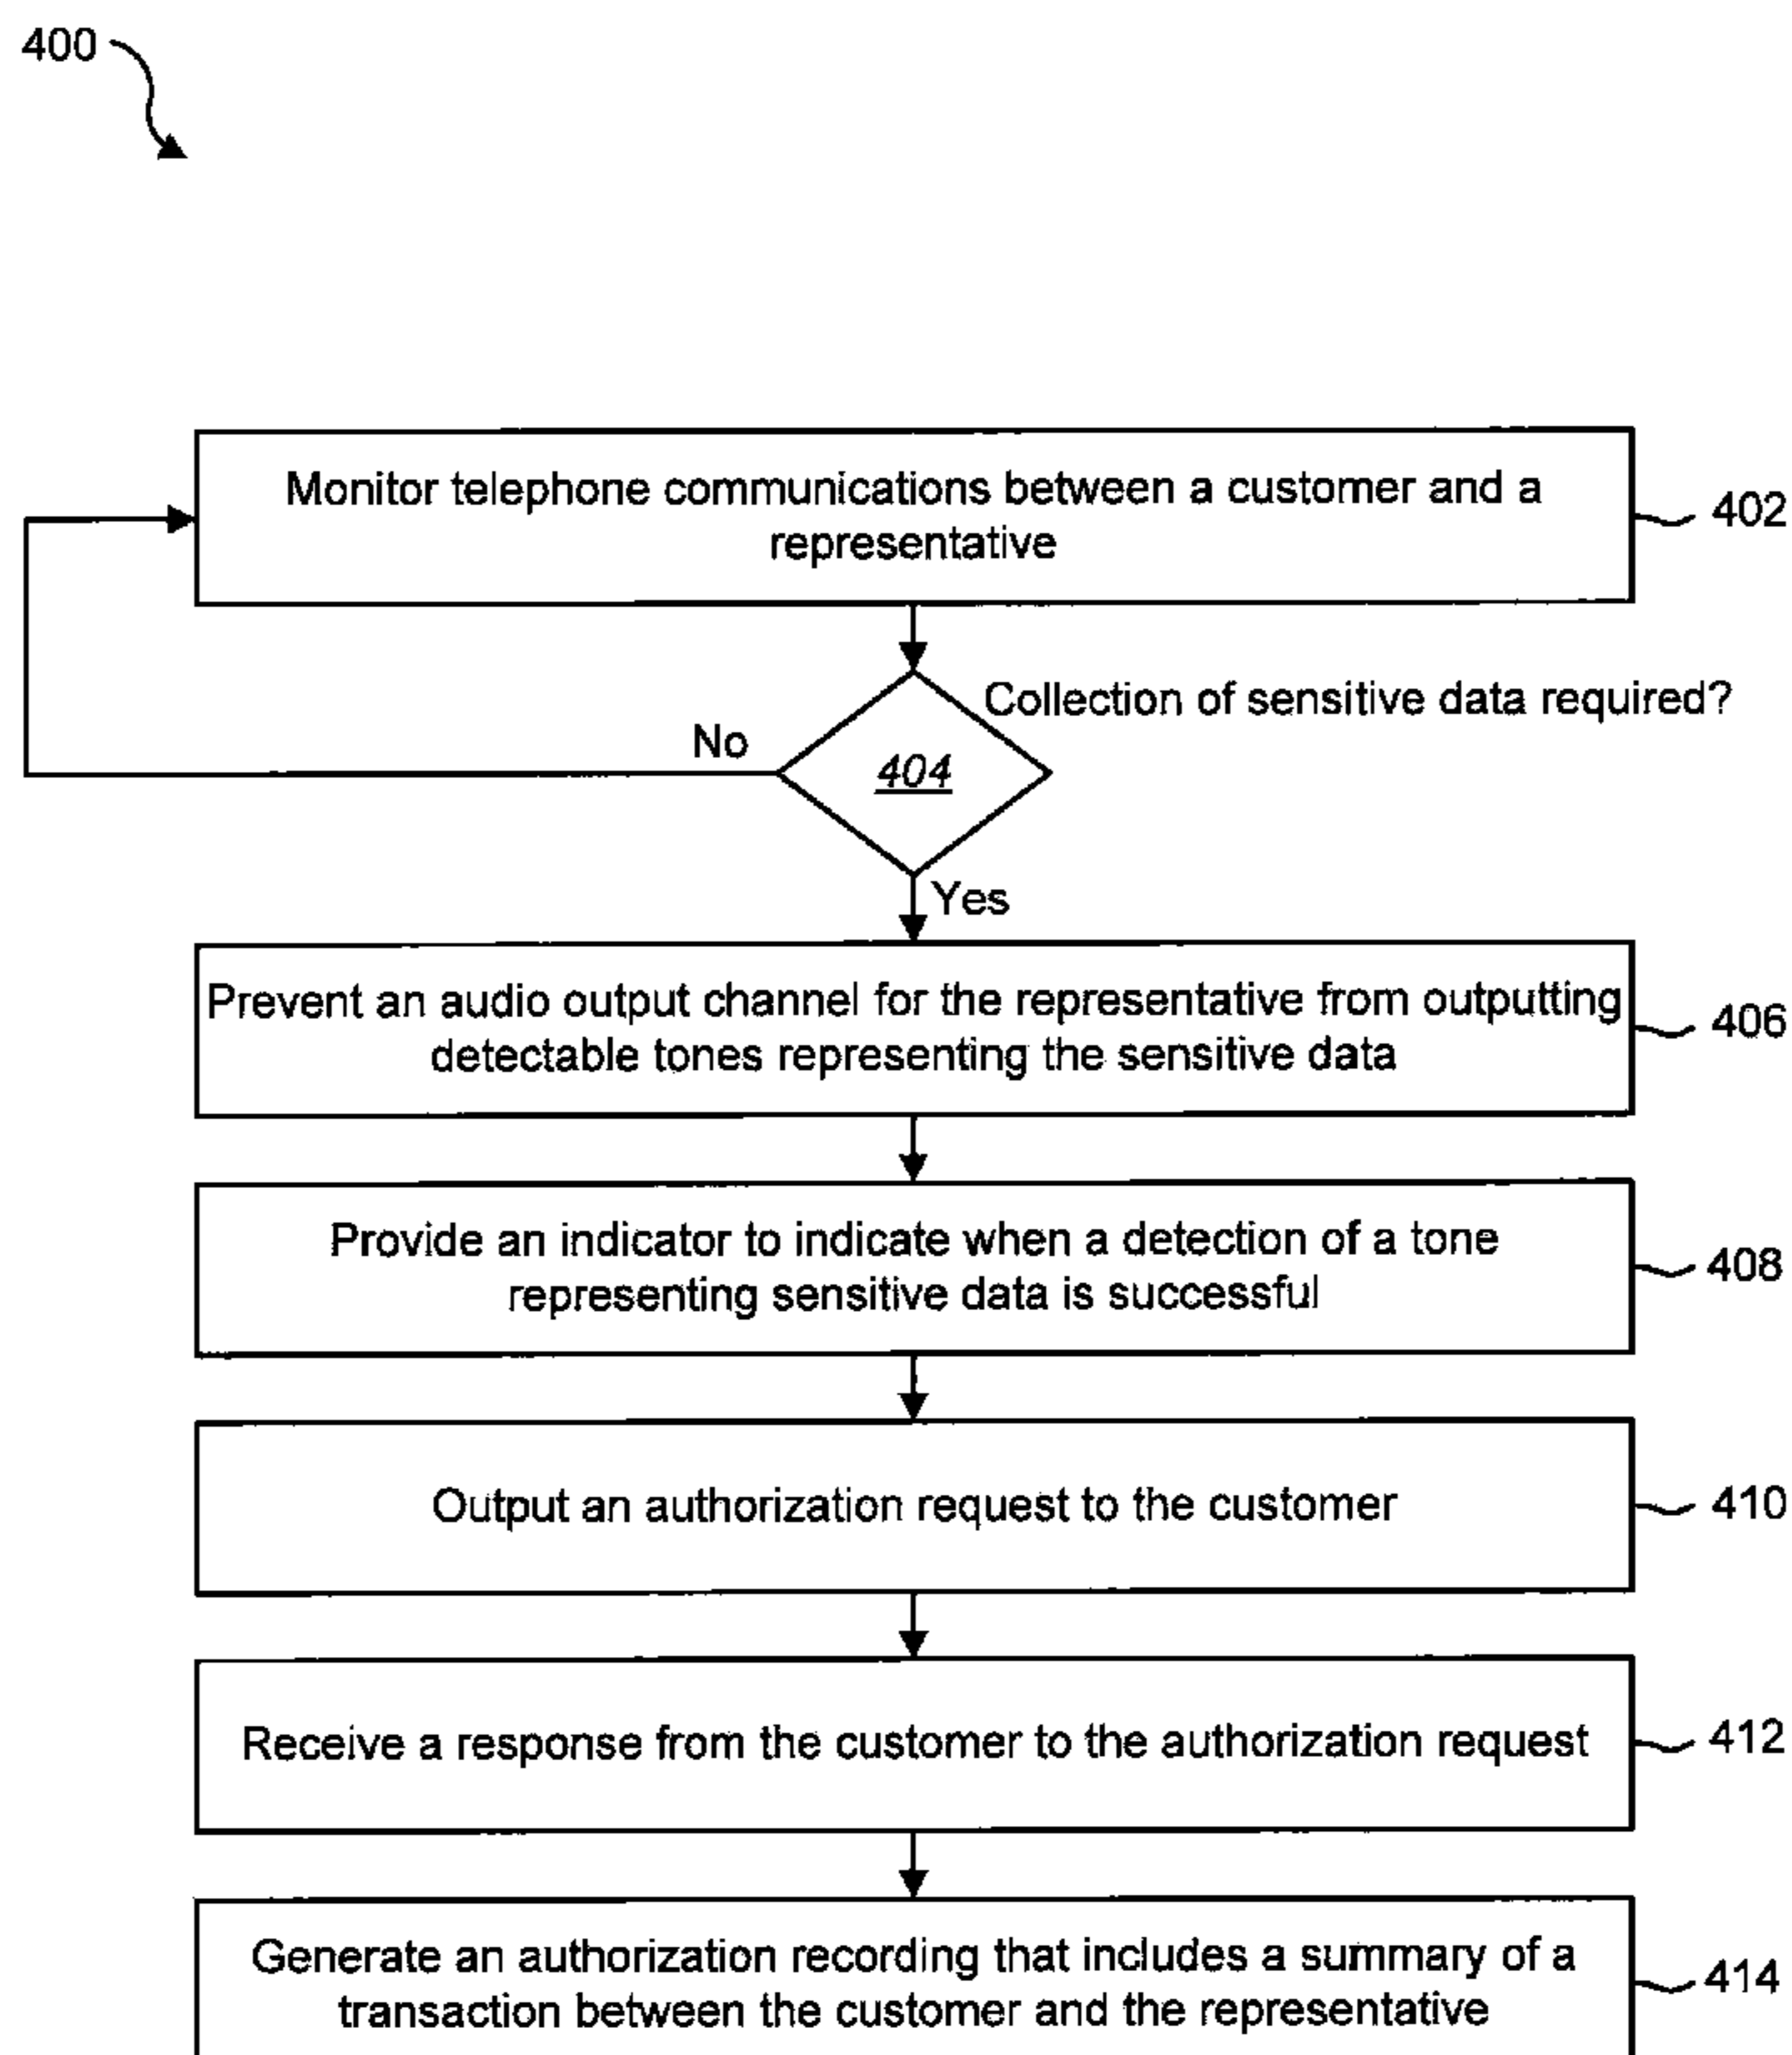 400
Monitor telephone communications between a customer and a
representative
402
Collection of sensitive data required?
No
404
Yes
Prevent an audio output channel for the representative from outputting
detectable tones representing the sensitive data
406
Provide an indicator to indicate when a detection of a tone
representing sensitive data is successful
408
Output an authorization request to the customer
410
Receive a response from the customer to the authorization request
412
Generate an authorization recording that includes a summary of a
transaction between the customer and the representative
414